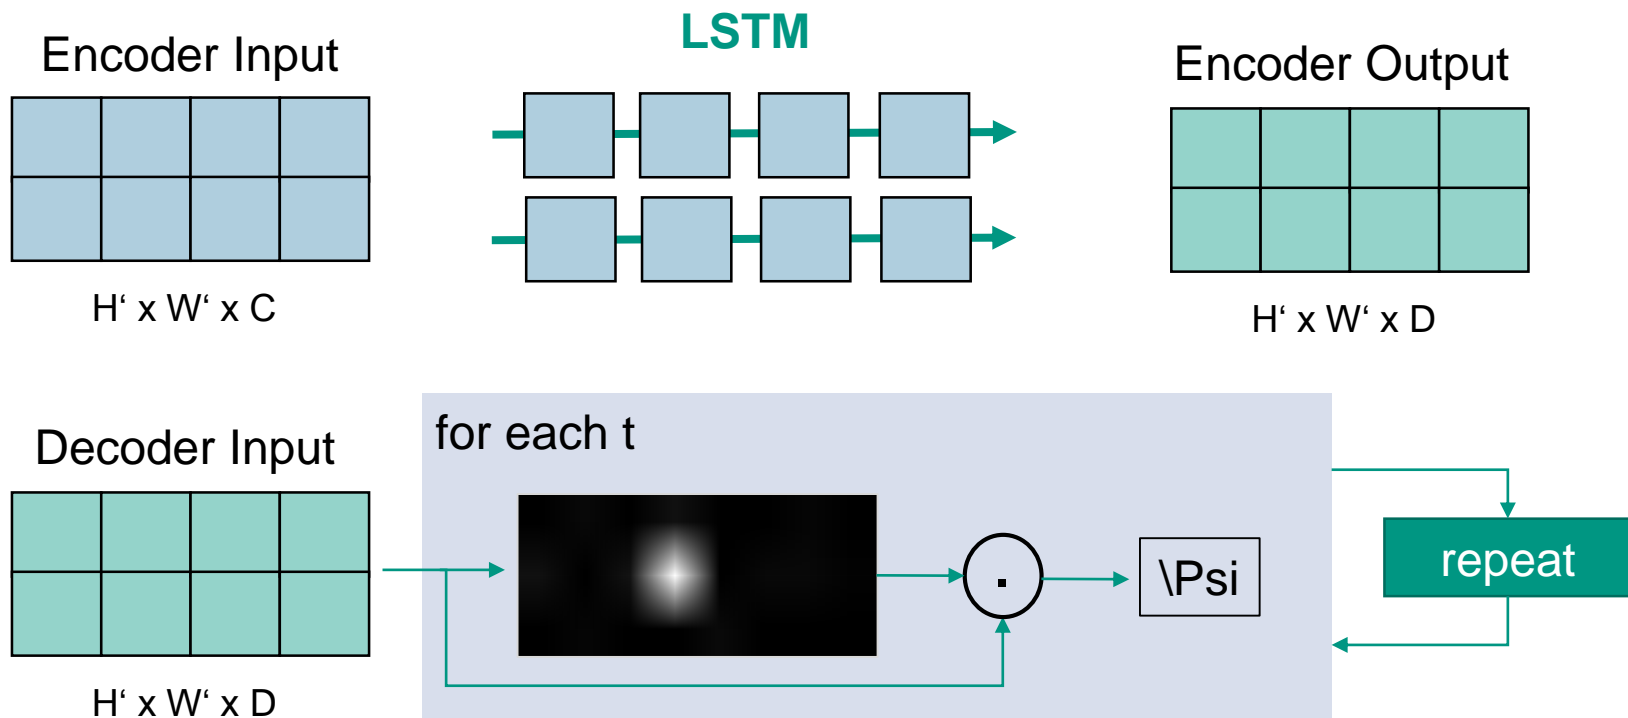 LSTM
Encoder Input
Encoder Output
H‘ x W‘ x C
H‘ x W‘ x D
for each t
Decoder Input
.
\Psi
repeat
H‘ x W‘ x D